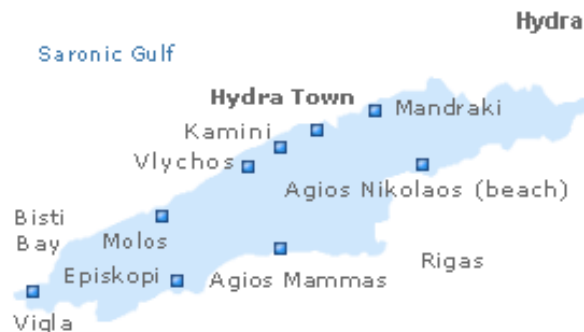 Hydra
Saronic Gulf
Hydra Town
Mandraki
Kamini
Vlychos
Agios Nikolaos (beach)
Bisti
Bay
Molos
Rigas
Episkopi
Agios Mammas
Vigla